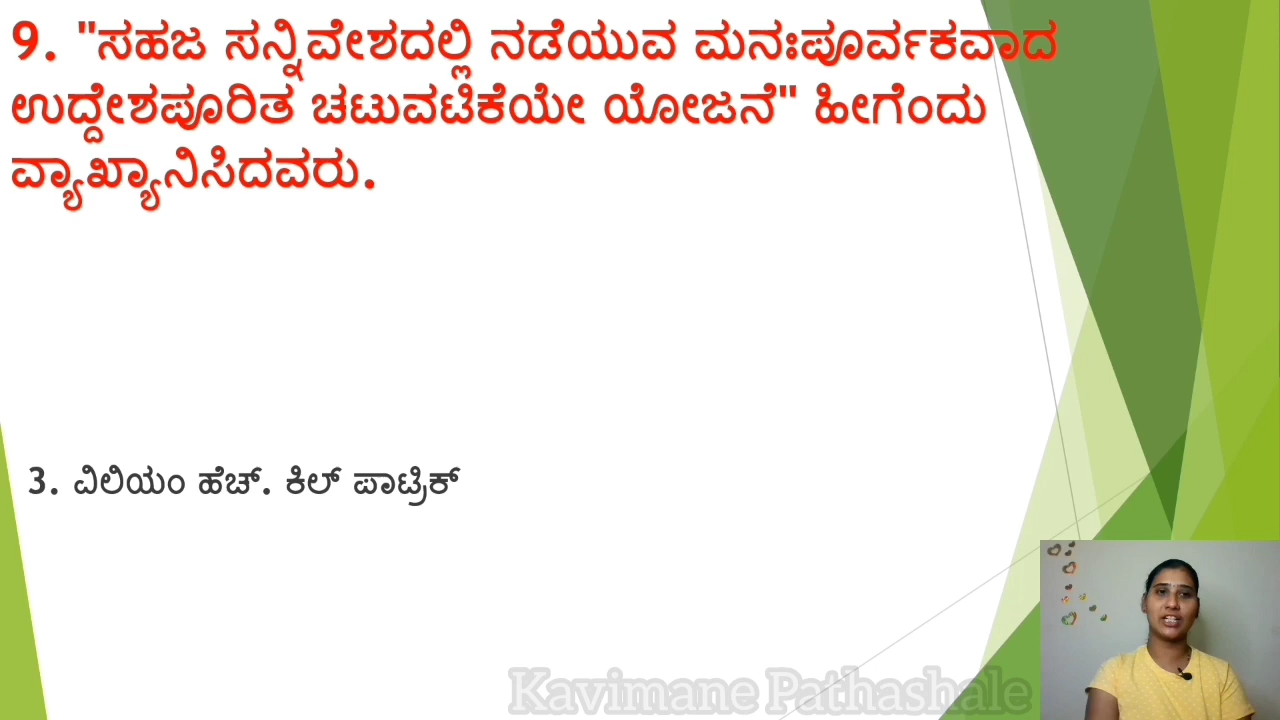 9. "ಸಹಜ ಸನ್ನಿವೇಶದಲ್ಲಿ ನಡೆಯುವ ಮನಃಪೂರ್ವಕವಾದ
ಉದ್ದೇಶಪೂರಿತ ಚಟುವಟಿಕೆಯೇ ಯೋಜನೆ" ಹೀಗೆಂದು
ವ್ಯಾಖ್ಯಾನಿಸಿದವರು.
3. ವಿಲಿಯಂ ಹೆಚ್. ಕಿಲ್ ಪಾಟ್ರಿಕ್
Kavimane Pathashale